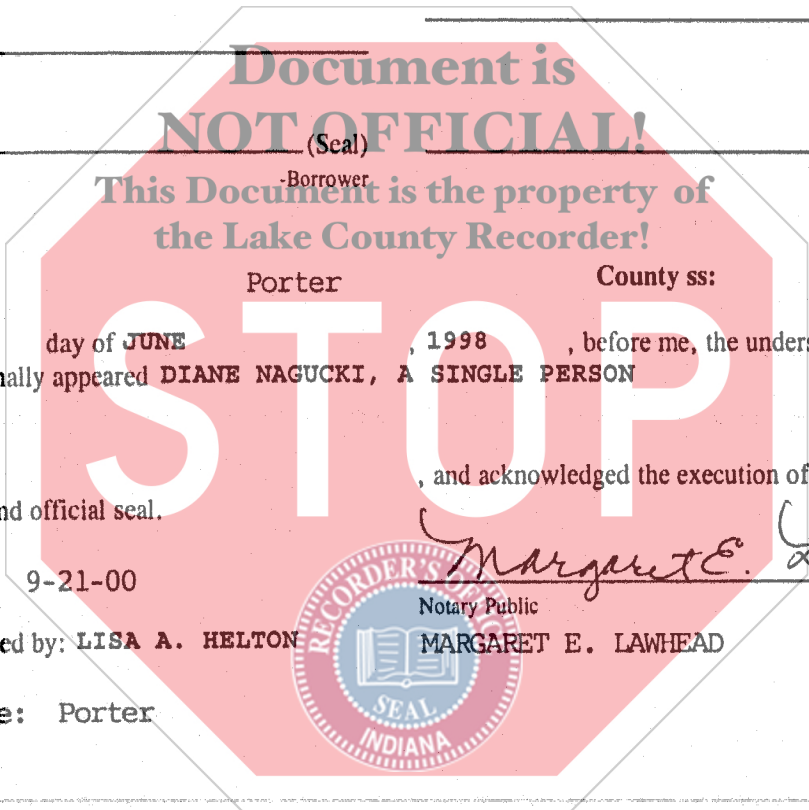 Document is
NOT OFFICIAL!
(Seal)
-Borrower
This Document is the property of
the Lake County Recorder!
Porter County ss:
STOP
day of JUNE , 1998 , before me, the unders
nally appeared DIANE NAGUCKI, A SINGLE PERSON
, and acknowledged the execution of
nd official seal.
Margaret E.
9-21-00
RECORDER'S OFFICE
Notary Public
ed by: LISA A. HELTON MARGARET E. LAWHEAD
SEAL
INDIANA
e: Porter